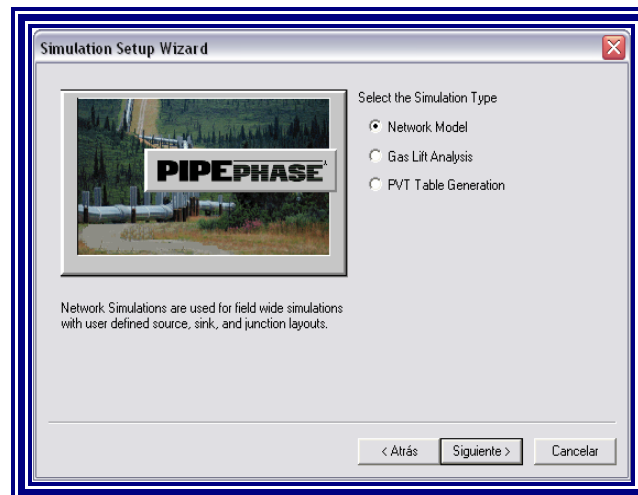 Simulation Setup Wizard
PIPEPHASE
Select the Simulation Type
Network Model
Gas Lift Analysis
PVT Table Generation
Network Simulations are used for field wide simulations
with user defined source, sink, and junction layouts.
< Atrás
Siguiente >
Cancelar